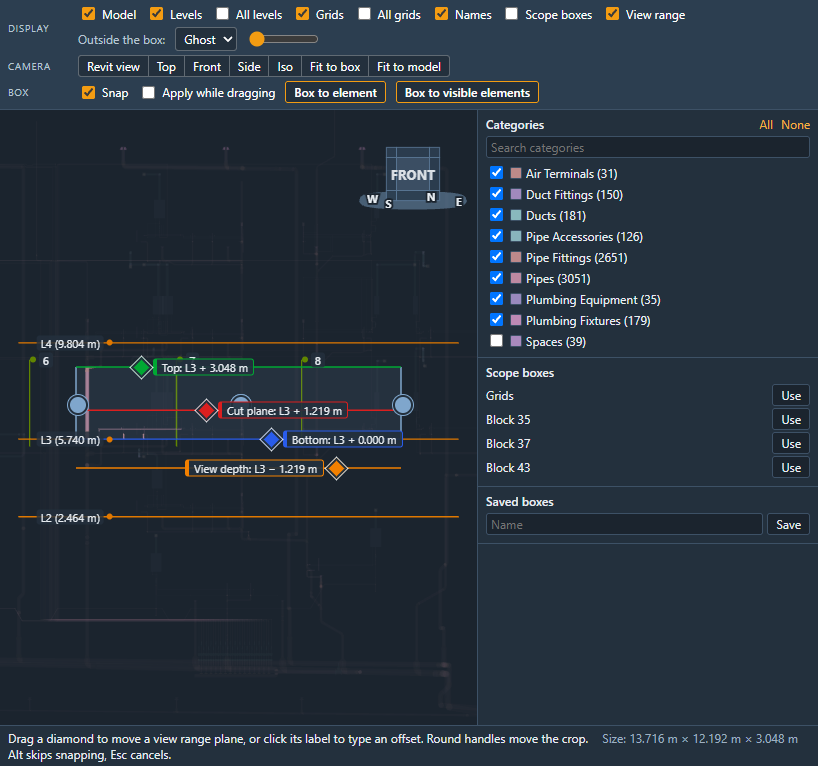 DISPLAY
Model Levels All levels Grids All grids Names Scope boxes View range
Outside the box: Ghost
CAMERA
Revit view Top Front Side Iso Fit to box Fit to model
BOX
Snap Apply while dragging Box to element Box to visible elements
FRONT
W S N E
L4 (9.804 m)
6 7 8
Top: L3 + 3.048 m
Cut plane: L3 + 1.219 m
L3 (5.740 m)
Bottom: L3 + 0.000 m
View depth: L3 − 1.219 m
L2 (2.464 m)
Categories All None
Search categories
Air Terminals (31)
Duct Fittings (150)
Ducts (181)
Pipe Accessories (126)
Pipe Fittings (2651)
Pipes (3051)
Plumbing Equipment (35)
Plumbing Fixtures (179)
Spaces (39)
Scope boxes
Grids Use
Block 35 Use
Block 37 Use
Block 43 Use
Saved boxes
Name Save
Drag a diamond to move a view range plane, or click its label to type an offset. Round handles move the crop.
Alt skips snapping, Esc cancels.
Size: 13.716 m × 12.192 m × 3.048 m